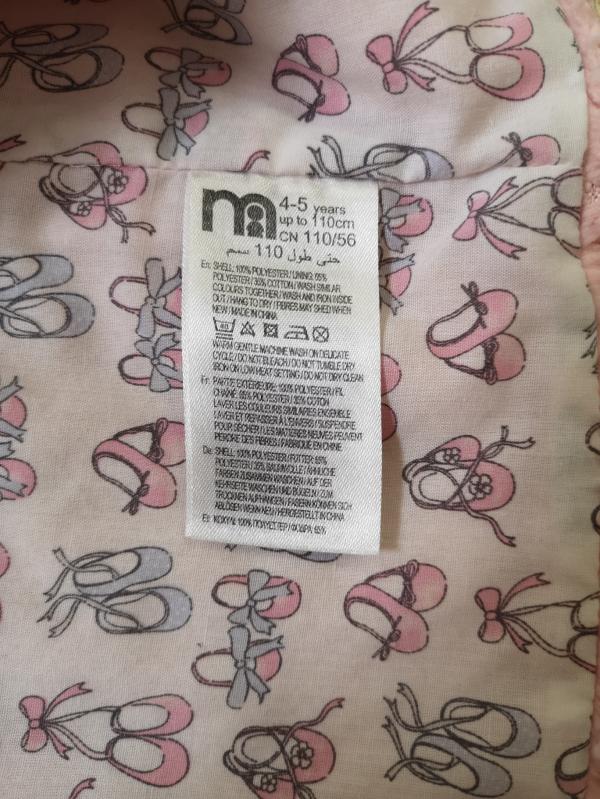 4-5 years
up to 110cm
CN 110/56
حتى طول 110 سم
En: SHELL: 100% POLYESTER / LINING: 65%
POLYESTER / 35% COTTON / WASH SIMILAR
COLOURS TOGETHER / WASH AND IRON INSIDE
OUT / HANG TO DRY / FIBRES MAY SHED WHEN
NEW / MADE IN CHINA
40
WARM GENTLE MACHINE WASH ON DELICATE
CYCLE / DO NOT BLEACH / DO NOT TUMBLE DRY
IRON ON LOW HEAT SETTING / DO NOT DRY CLEAN
Fr: PARTIE EXTÉRIEURE: 100% POLYESTER / FIL
CHAÎNE: 65% POLYESTER / 35% COTON
LAVER LES COULEURS SIMILAIRES ENSEMBLE
LAVER ET REPASSER À L'ENVERS / SUSPENDRE
POUR SÉCHER / LES MATIÈRES NEUVES PEUVENT
PERDRE DES FIBRES / FABRIQUÉ EN CHINE
De: SHELL: 100% POLYESTER / FUTTER: 65%
POLYESTER / 35% BAUMWOLLE / ÄHNLICHE
FARBEN ZUSAMMEN WASCHEN / AUF DER
KEHRSEITE WASCHEN UND BÜGELN / ZUM
TROCKNEN AUFHÄNGEN / FASERN KÖNNEN SICH
ABLÖSEN WENN NEU / HERGESTELLT IN CHINA
100% 65%